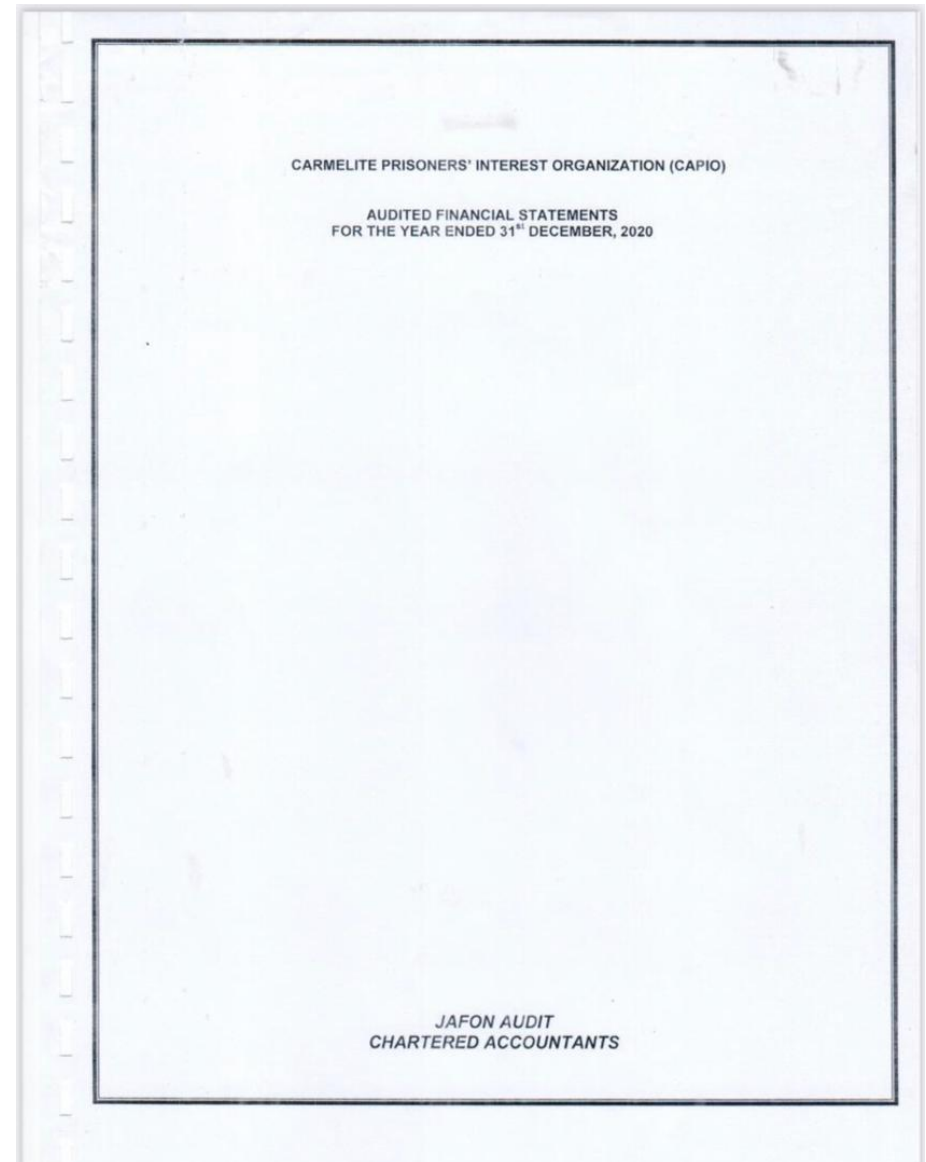 CARMELITE PRISONERS' INTEREST ORGANIZATION (CAPIO)
AUDITED FINANCIAL STATEMENTS
FOR THE YEAR ENDED 31st DECEMBER, 2020
JAFON AUDIT
CHARTERED ACCOUNTANTS